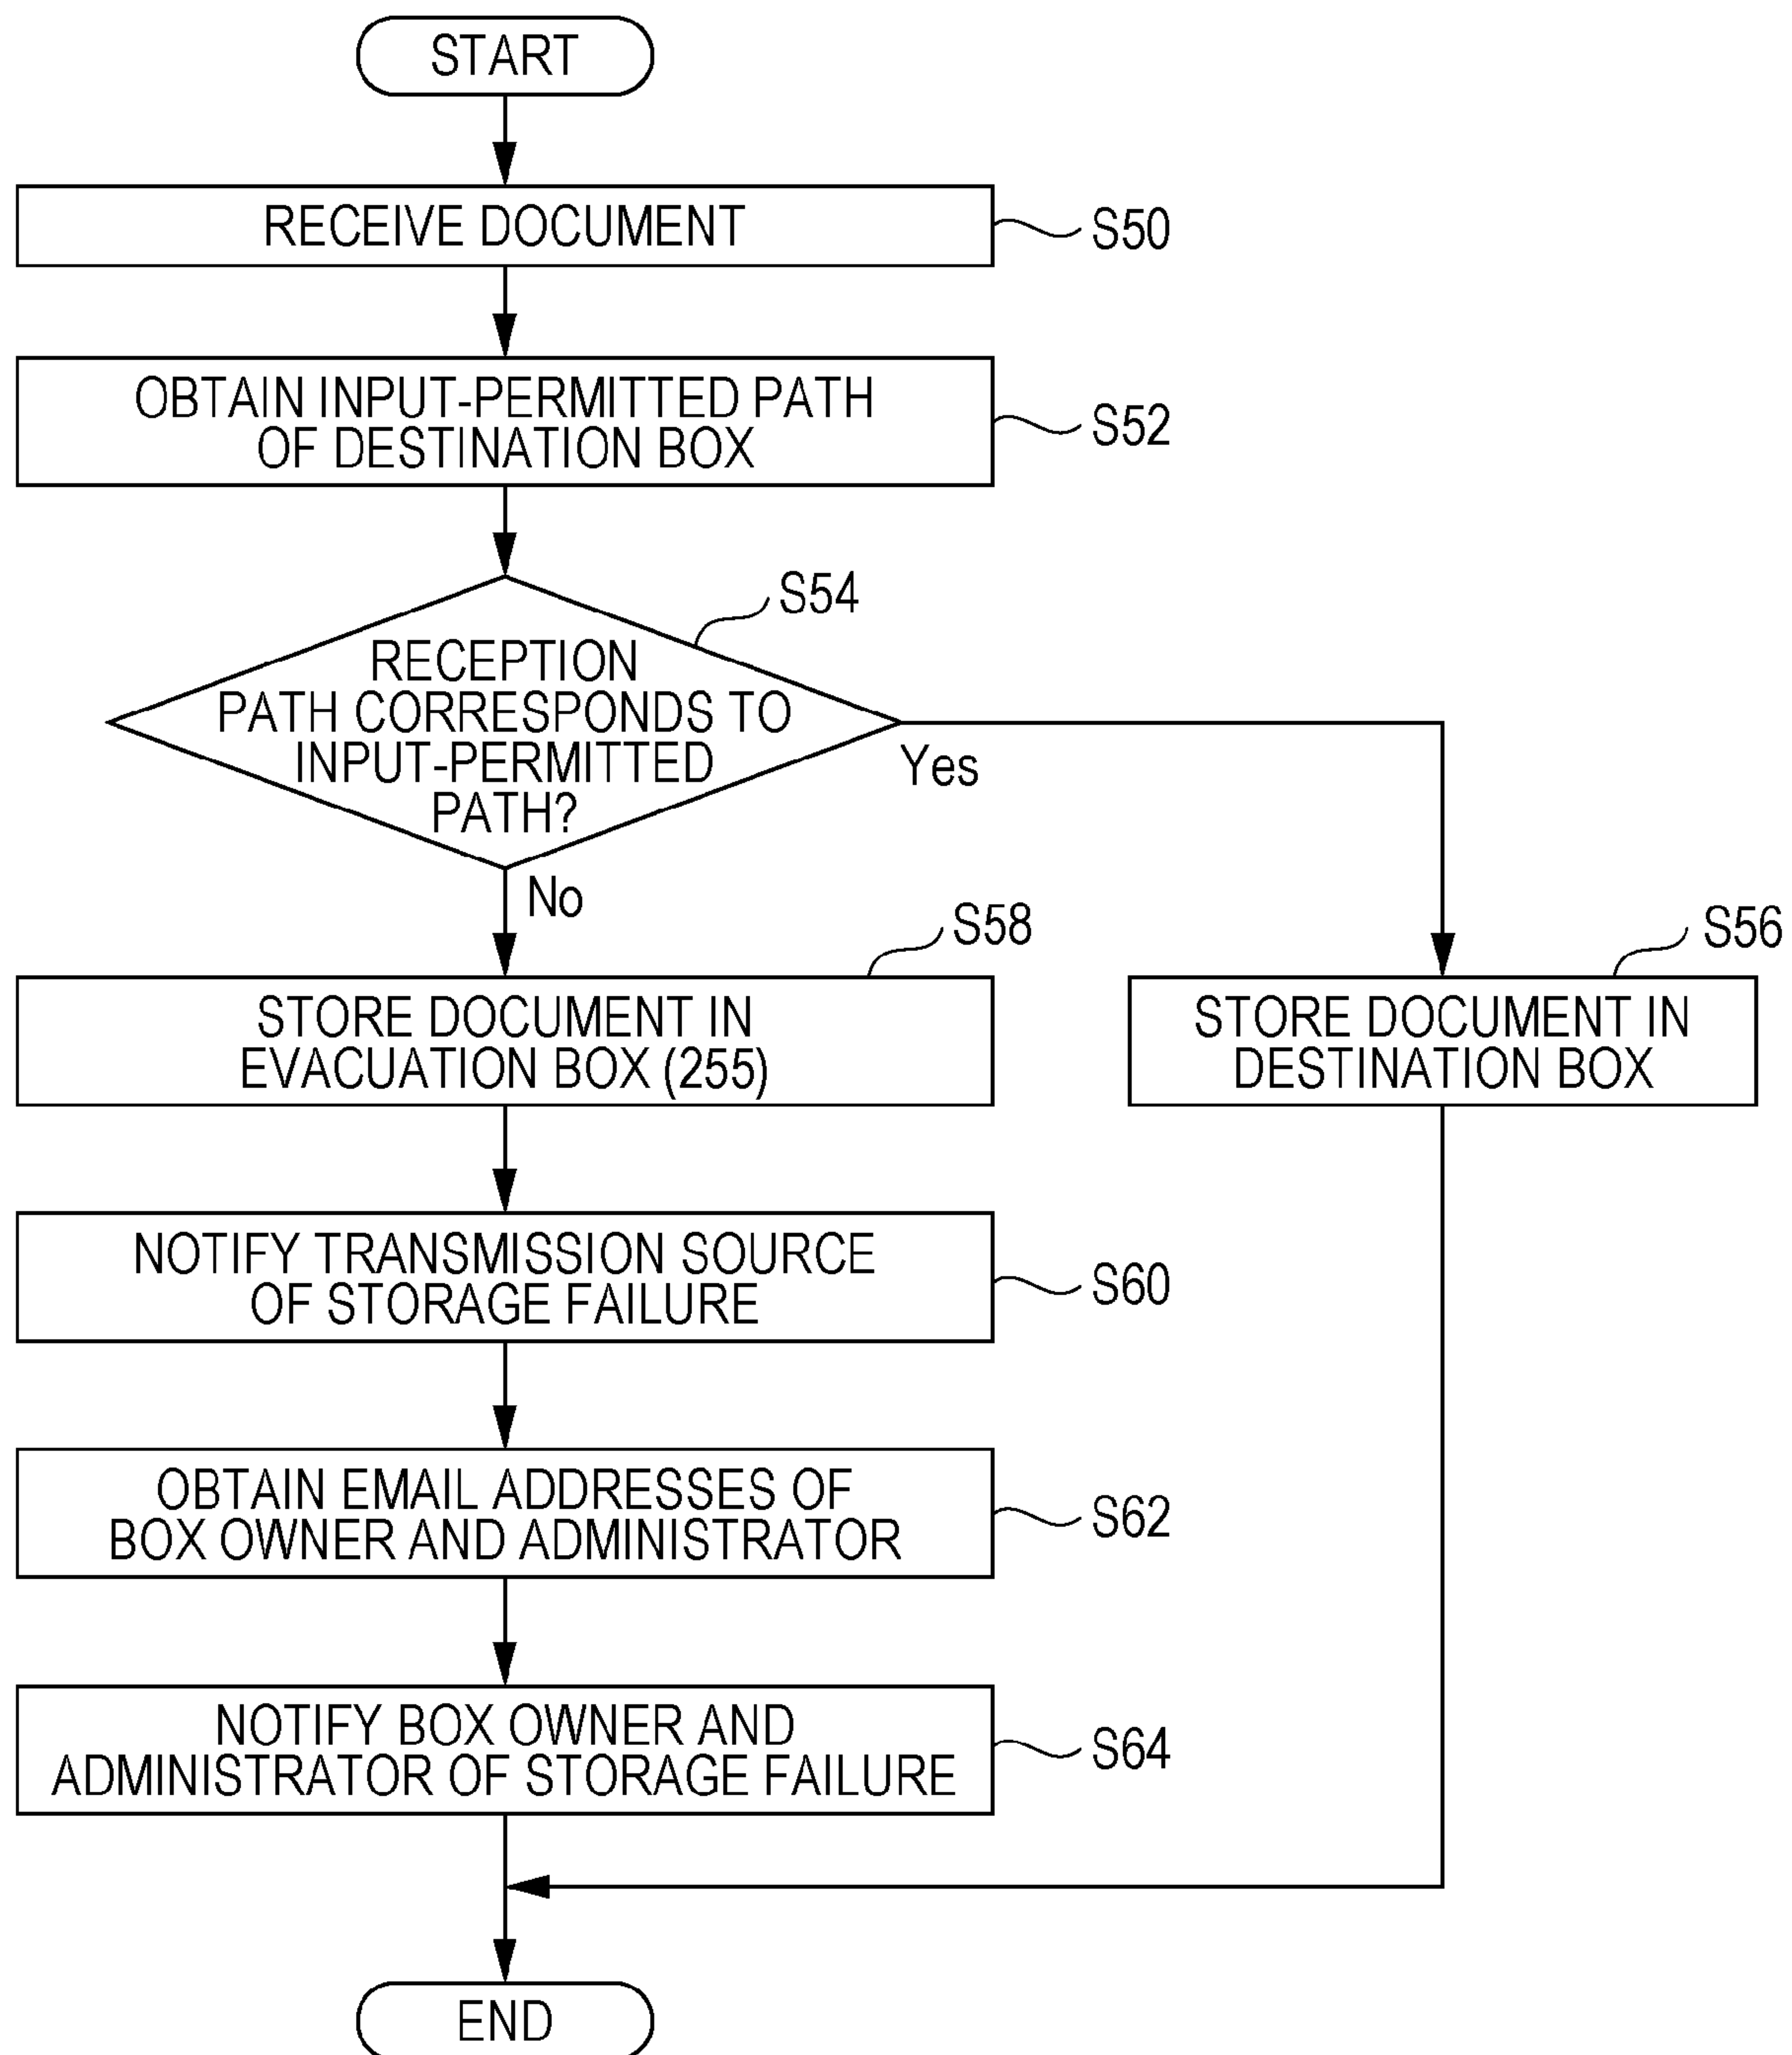 START
RECEIVE DOCUMENT
S50
OBTAIN INPUT-PERMITTED PATH
OF DESTINATION BOX
S52
S54
RECEPTION
PATH CORRESPONDS TO
INPUT-PERMITTED
PATH?
Yes
No
S58
STORE DOCUMENT IN
EVACUATION BOX (255)
S56
STORE DOCUMENT IN
DESTINATION BOX
NOTIFY TRANSMISSION SOURCE
OF STORAGE FAILURE
S60
OBTAIN EMAIL ADDRESSES OF
BOX OWNER AND ADMINISTRATOR
S62
NOTIFY BOX OWNER AND
ADMINISTRATOR OF STORAGE FAILURE
S64
END